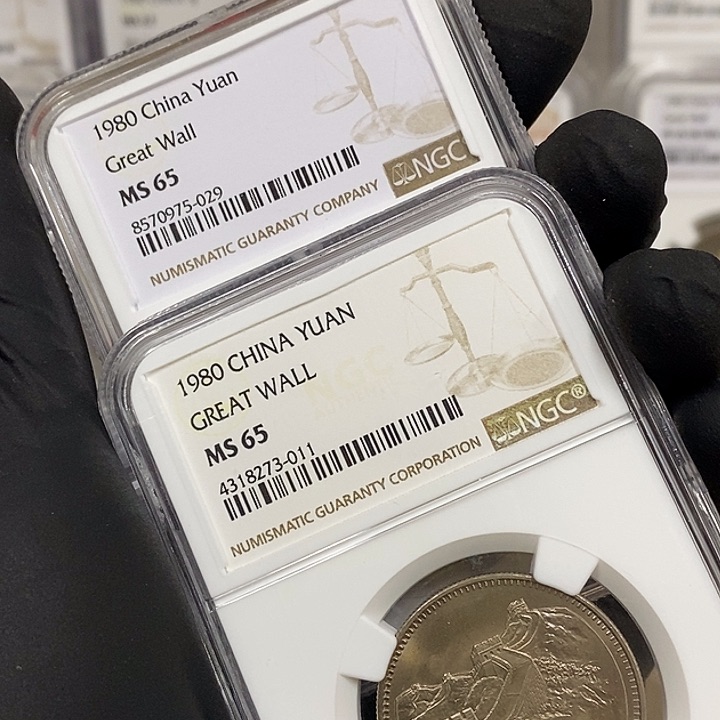 1980 China Yuan
Great Wall
MS 65
8570975-029
NGC
NUMISMATIC GUARANTY COMPANY
1980 CHINA YUAN
GREAT WALL
MS 65
4318273-011
NGC®
NUMISMATIC GUARANTY CORPORATION